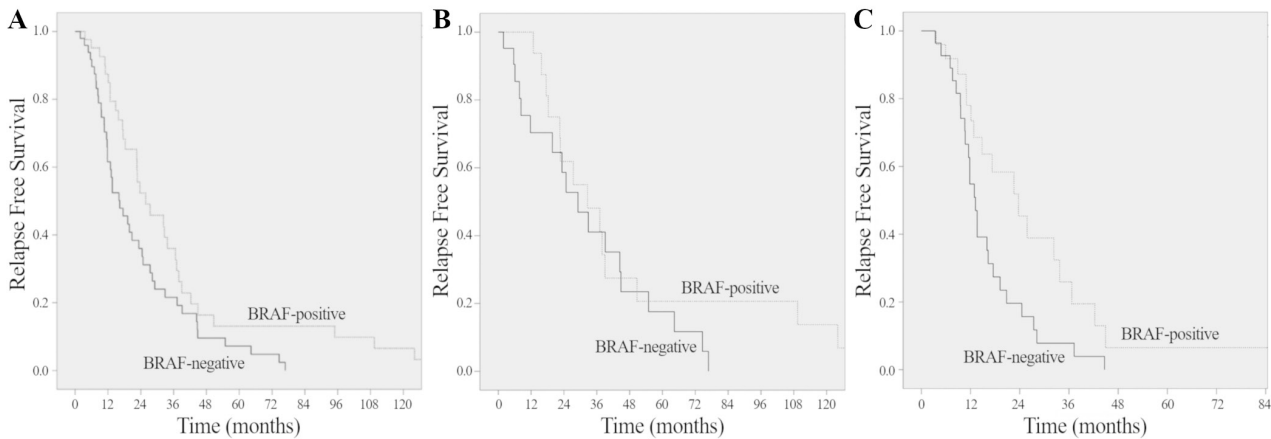 A
Relapse Free Survival
1.0
0.8
0.6
0.4
0.2
0.0
BRAF-positive
BRAF-negative
0 12 24 36 48 60 72 84 96 108 120
Time (months)
B
Relapse Free Survival
1.0
0.8
0.6
0.4
0.2
0.0
BRAF-positive
BRAF-negative
0 12 24 36 48 60 72 84 96 108 120
Time (months)
C
Relapse Free Survival
1.0
0.8
0.6
0.4
0.2
0.0
BRAF-positive
BRAF-negative
0 12 24 36 48 60 72 84
Time (months)